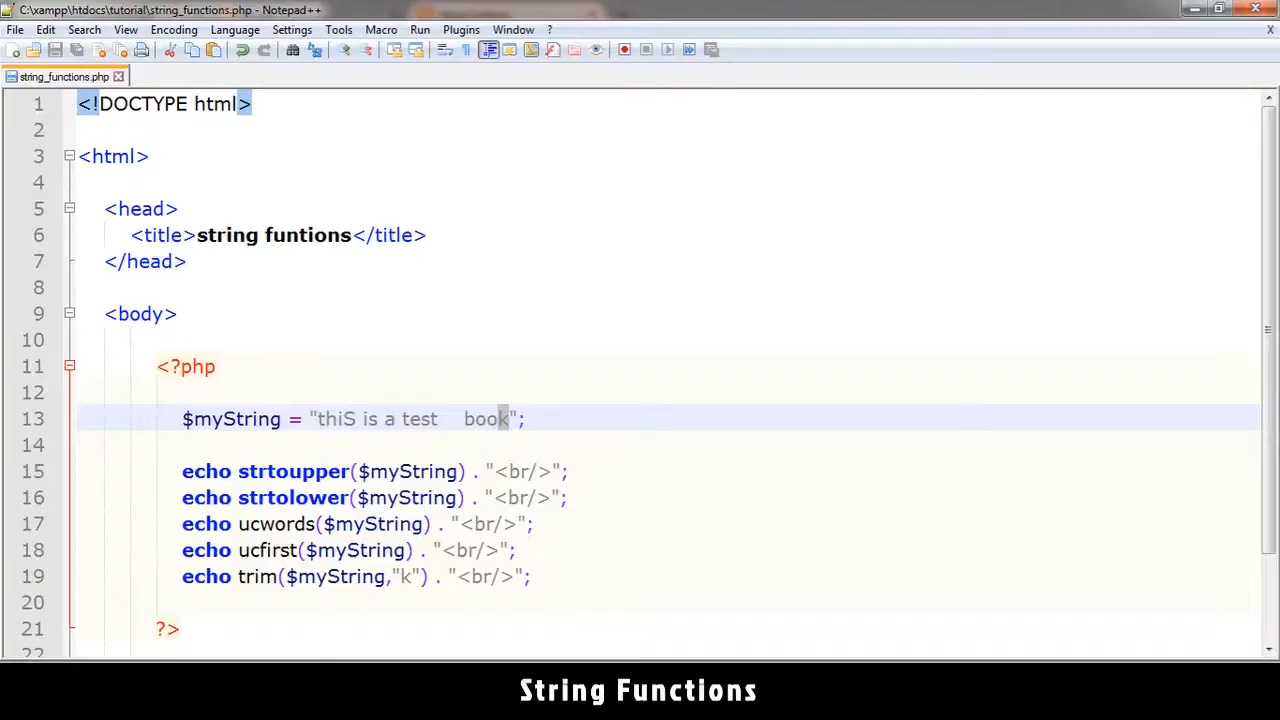 C:\xampp\htdocs\tutorial\string_functions.php - Notepad++
File Edit Search View Encoding Language Settings Tools Macro Run Plugins Window ? X
string_functions.php
1 <!DOCTYPE html>
2
3 <html>
4
5 <head>
6 <title>string funtions</title>
7 </head>
8
9 <body>
10
11 <?php
12
13 $myString = "thiS is a test   book";
14
15 echo strtoupper($myString) . "<br/>";
16 echo strtolower($myString) . "<br/>";
17 echo ucwords($myString) . "<br/>";
18 echo ucfirst($myString) . "<br/>";
19 echo trim($myString,"k") . "<br/>";
20
21 ?>
22
String Functions